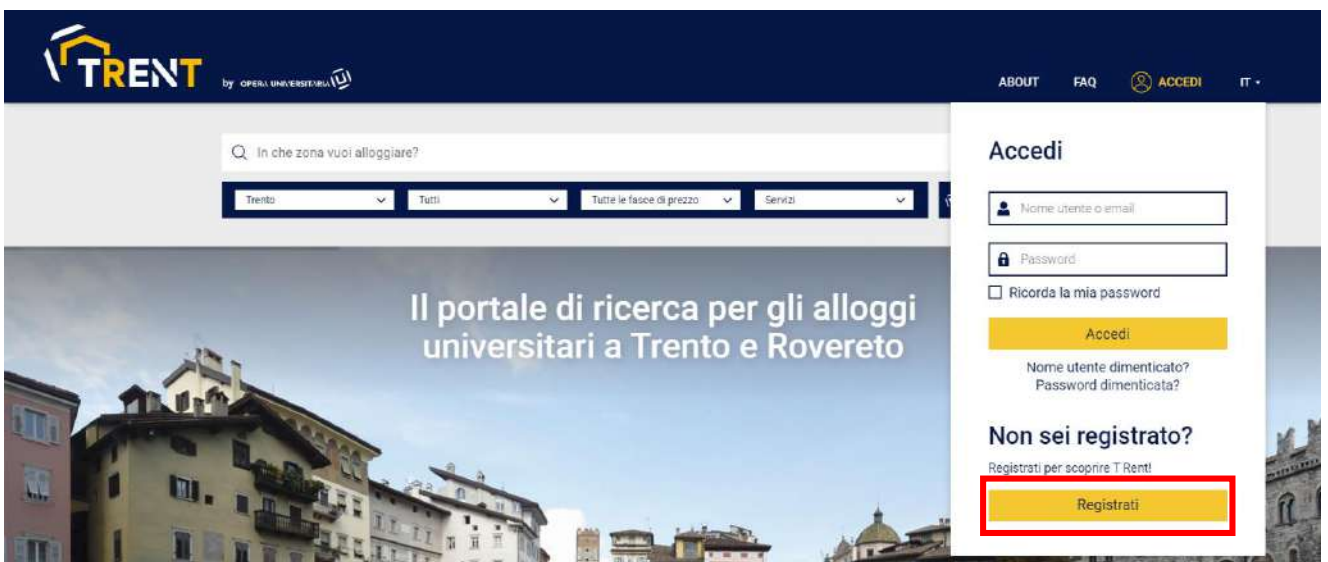 TRENT
by OPERA UNIVERSITARIA
ABOUT FAQ ACCEDI IT
In che zona vuoi alloggiare?
Trento Tutti Tutte le fasce di prezzo Servizi
Il portale di ricerca per gli alloggi
universitari a Trento e Rovereto
Accedi
Nome utente o email
Password
Ricorda la mia password
Accedi
Nome utente dimenticato?
Password dimenticata?
Non sei registrato?
Registrati per scoprire T Rent!
Registrati